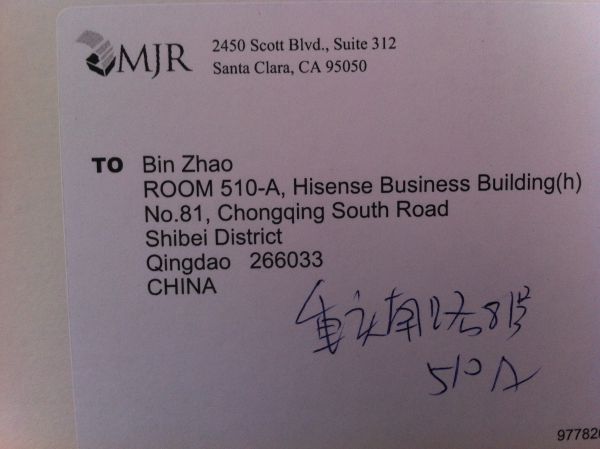 MJR
2450 Scott Blvd., Suite 312
Santa Clara, CA 95050
TO Bin Zhao
ROOM 510-A, Hisense Business Building(h)
No.81, Chongqing South Road
Shibei District
Qingdao 266033
CHINA
重庆南路81号
510A
97782